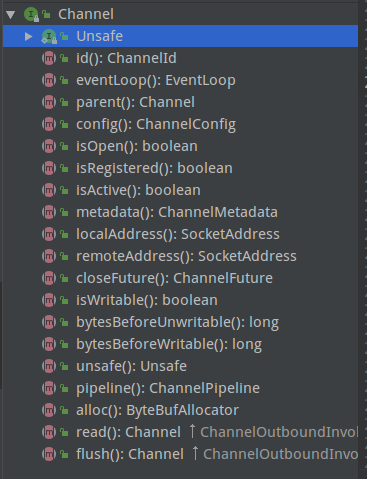 Channel
Unsafe
id(): ChannelId
eventLoop(): EventLoop
parent(): Channel
config(): ChannelConfig
isOpen(): boolean
isRegistered(): boolean
isActive(): boolean
metadata(): ChannelMetadata
localAddress(): SocketAddress
remoteAddress(): SocketAddress
closeFuture(): ChannelFuture
isWritable(): boolean
bytesBeforeUnwritable(): long
bytesBeforeWritable(): long
unsafe(): Unsafe
pipeline(): ChannelPipeline
alloc(): ByteBufAllocator
read(): Channel ↑ChannelOutboundInvo
flush(): Channel ↑ChannelOutboundInvo